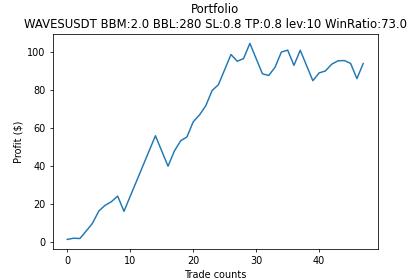 Portfolio
WAVESUSDT BBM:2.0 BBL:280 SL:0.8 TP:0.8 lev:10 WinRatio:73.0
100
80
60
40
20
0
Profit ($)
0 10 20 30 40
Trade counts